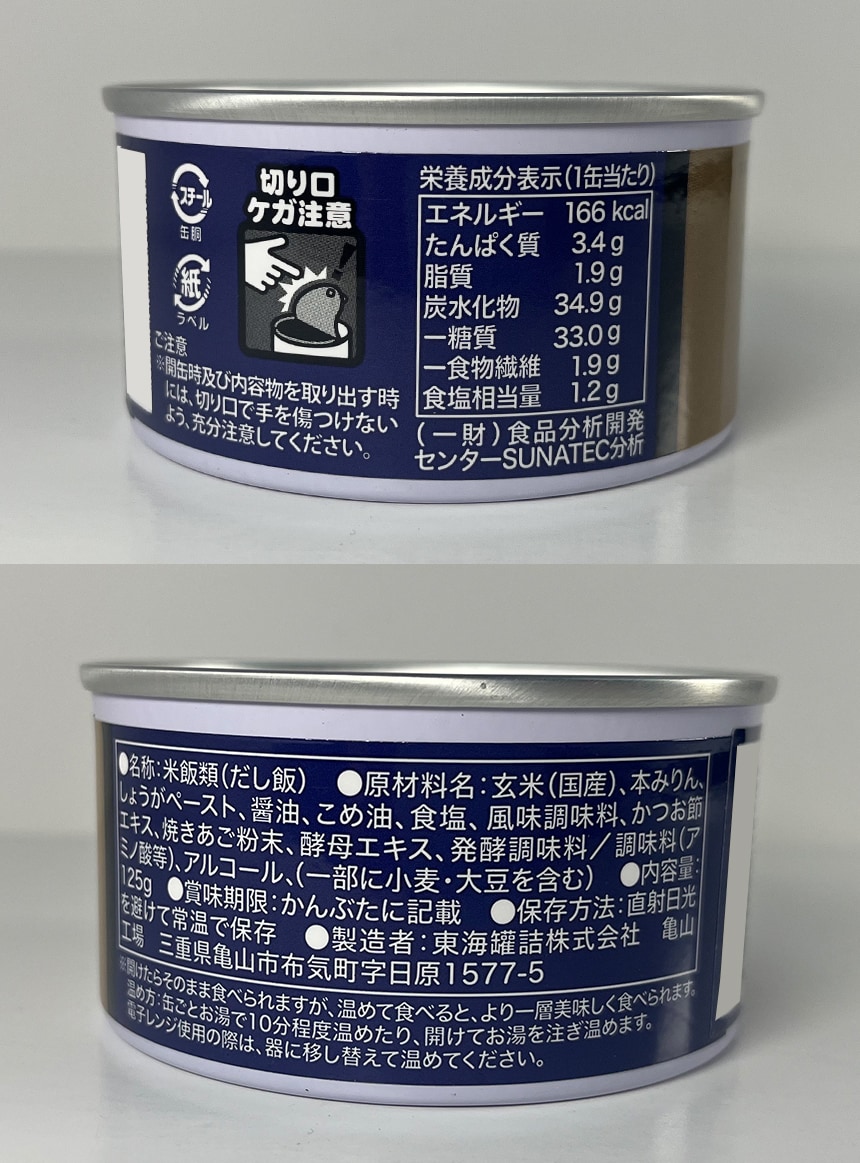 スチール
缶胴
紙
ラベル
切り口
ケガ注意
!
ご注意
※開缶時及び内容物を取り出す時
には、切り口で手を傷つけない
よう、充分注意してください。
栄養成分表示(1缶当たり)
エネルギー 166 kcal
たんぱく質 3.4g
脂質 1.9g
炭水化物 34.9g
ー糖質 33.0g
ー食物繊維 1.9g
食塩相当量 1.2g
(一財)食品分析開発
センターSUNATEC分析
●名称:米飯類(だし飯) ●原材料名:玄米(国産)、本みりん、
しょうがペースト、醤油、こめ油、食塩、風味調味料、かつお節
エキス、焼きあご粉末、酵母エキス、発酵調味料/調味料(ア
ミノ酸等)、アルコール、(一部に小麦・大豆を含む) ●内容量:
125g ●賞味期限:かんぶたに記載 ●保存方法:直射日光
を避けて常温で保存 ●製造者:東海罐詰株式会社 亀山
工場 三重県亀山市布気町字日原1577-5
※開けたらそのまま食べられますが、温めて食べると、より一層美味しく食べられます。
温め方:缶ごとお湯で10分程度温めたり、開けてお湯を注ぎ温めます。
電子レンジ使用の際は、器に移し替えて温めてください。